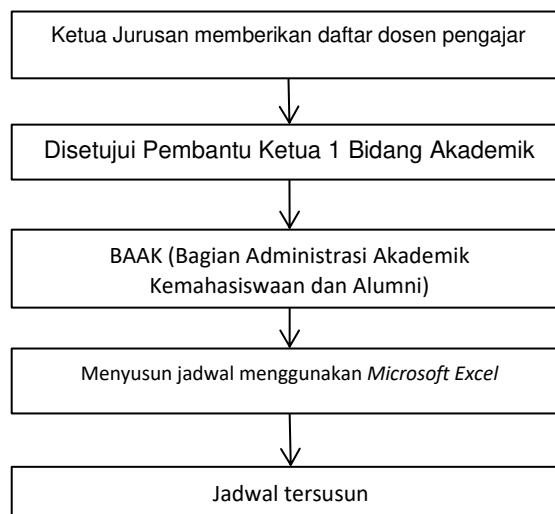 Ketua Jurusan memberikan daftar dosen pengajar
Disetujui Pembantu Ketua 1 Bidang Akademik
BAAK (Bagian Administrasi Akademik
Kemahasiswaan dan Alumni)
Menyusun jadwal menggunakan Microsoft Excel
Jadwal tersusun